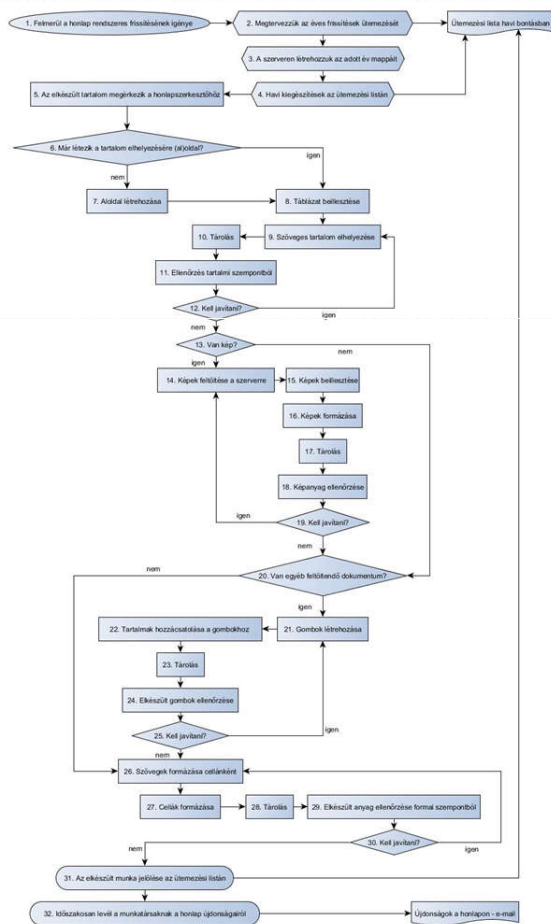 1. Felmerül a honlap rendszeres frissítésének igénye
2. Megtervezzük az éves frissítések ütemezését
Ütemezési lista havi bontásban
3. A szerveren létrehozzuk az adott év mappáit
5. Az elkészült tartalom megérkezik a honlapszerkesztőhöz
4. Havi kiegészítések az ütemezési listán
6. Már létezik a tartalom elhelyezésére (al)oldal?
igen
nem
7. Aloldal létrehozása
8. Táblázat beillesztése
10. Tárolás
9. Szöveges tartalom elhelyezése
11. Ellenőrzés tartalmi szempontból
12. Kell javítani?
igen
nem
13. Van kép?
nem
igen
14. Képek feltöltése a szerverre
15. Képek beillesztése
16. Képek formázása
17. Tárolás
18. Képanyag ellenőrzése
igen
19. Kell javítani?
nem
nem
20. Van egyéb feltöltendő dokumentum?
igen
22. Tartalmak hozzácsatolása a gombokhoz
21. Gombok létrehozása
23. Tárolás
24. Elkészült gombok ellenőrzése
25. Kell javítani?
igen
nem
26. Szövegek formázása cellánként
27. Cellák formázása
28. Tárolás
29. Elkészült anyag ellenőrzése formai szempontból
30. Kell javítani?
nem
igen
31. Az elkészült munka jelölése az ütemezési listán
32. Időszakosan levél a munkatársaknak a honlap újdonságairól
Újdonságok a honlapon - e-mail